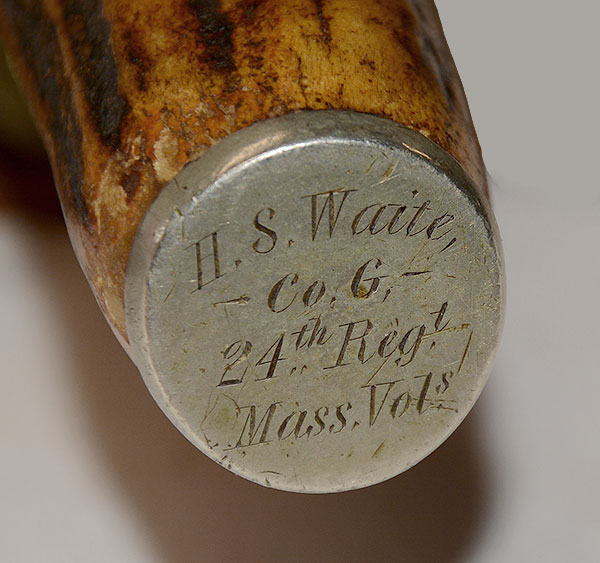 H. S. Waite,
- Co. G, -
24th Regt.
Mass. Vols